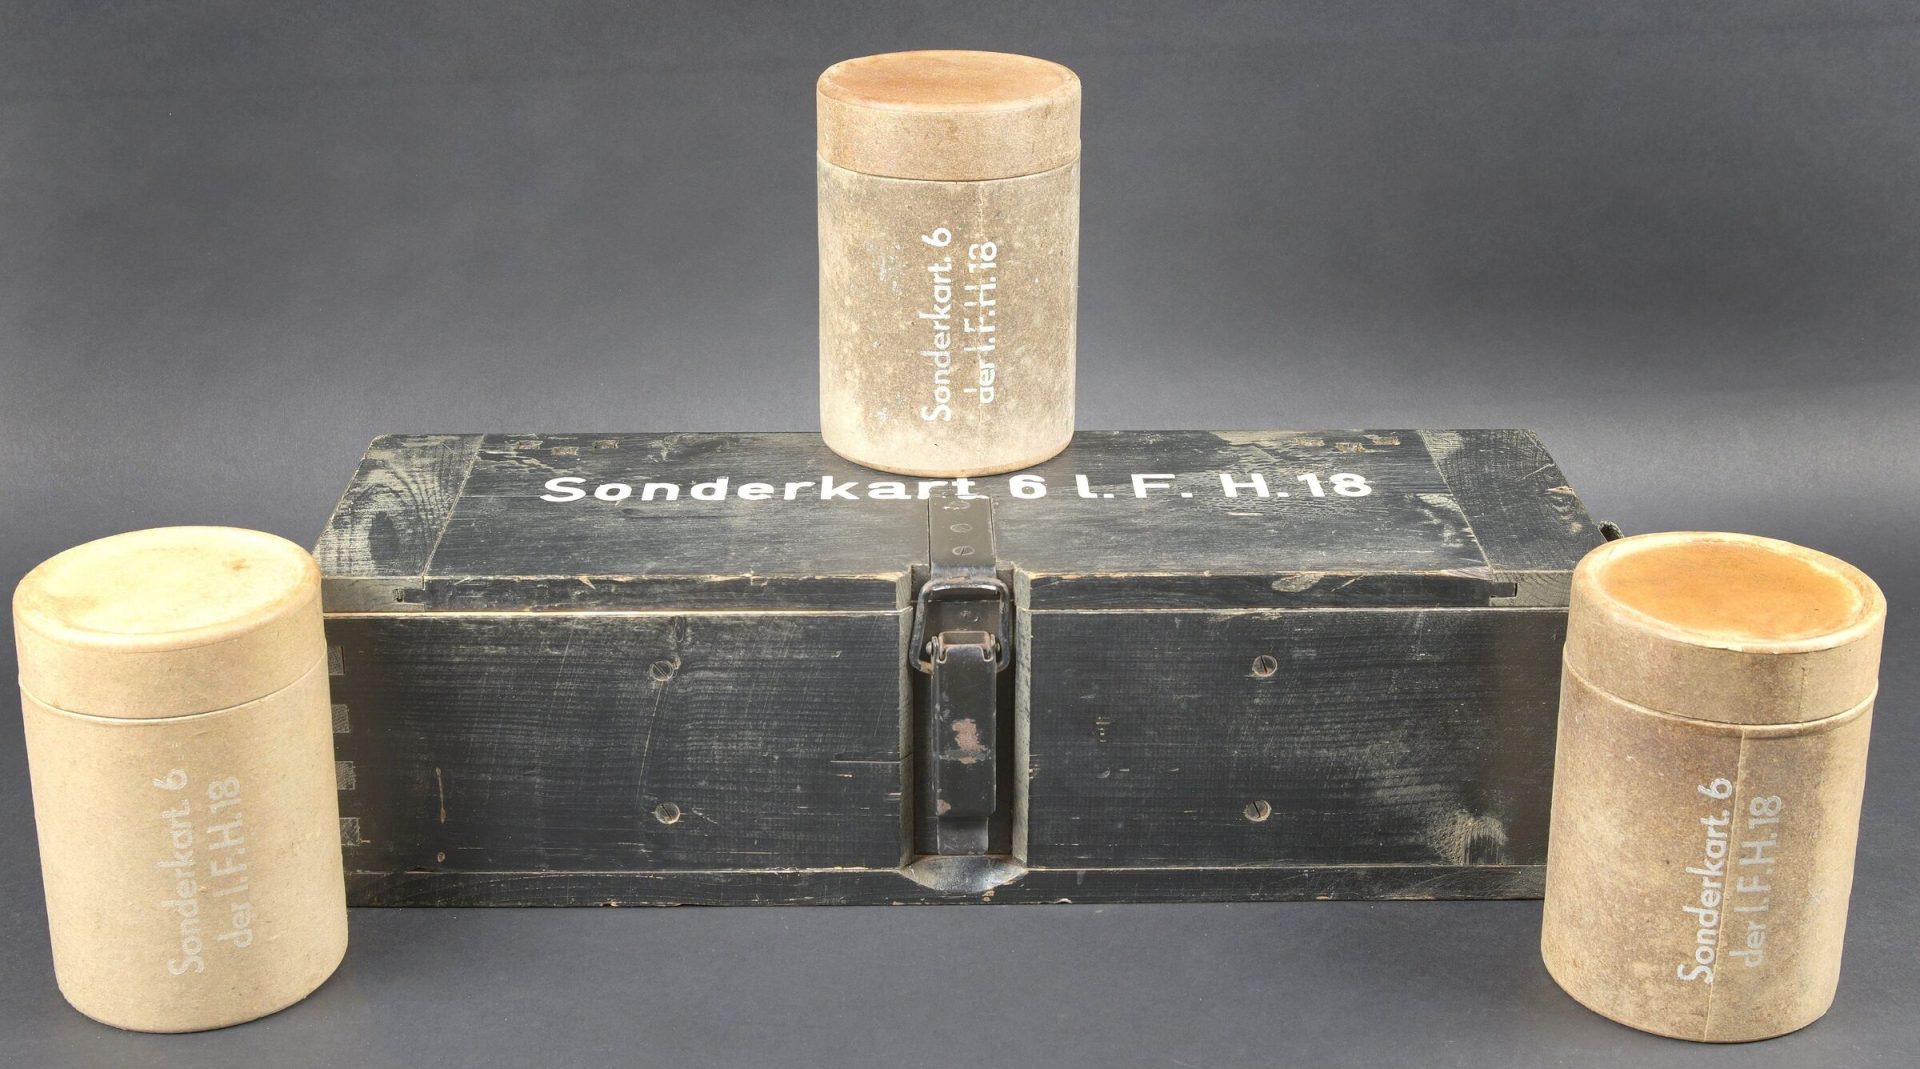 Sonderkart. 6
der l. F. H. 18
Sonderkart 6 l. F. H. 18
Sonderkart. 6
der l. F. H. 18
Sonderkart. 6
der l. F. H. 18